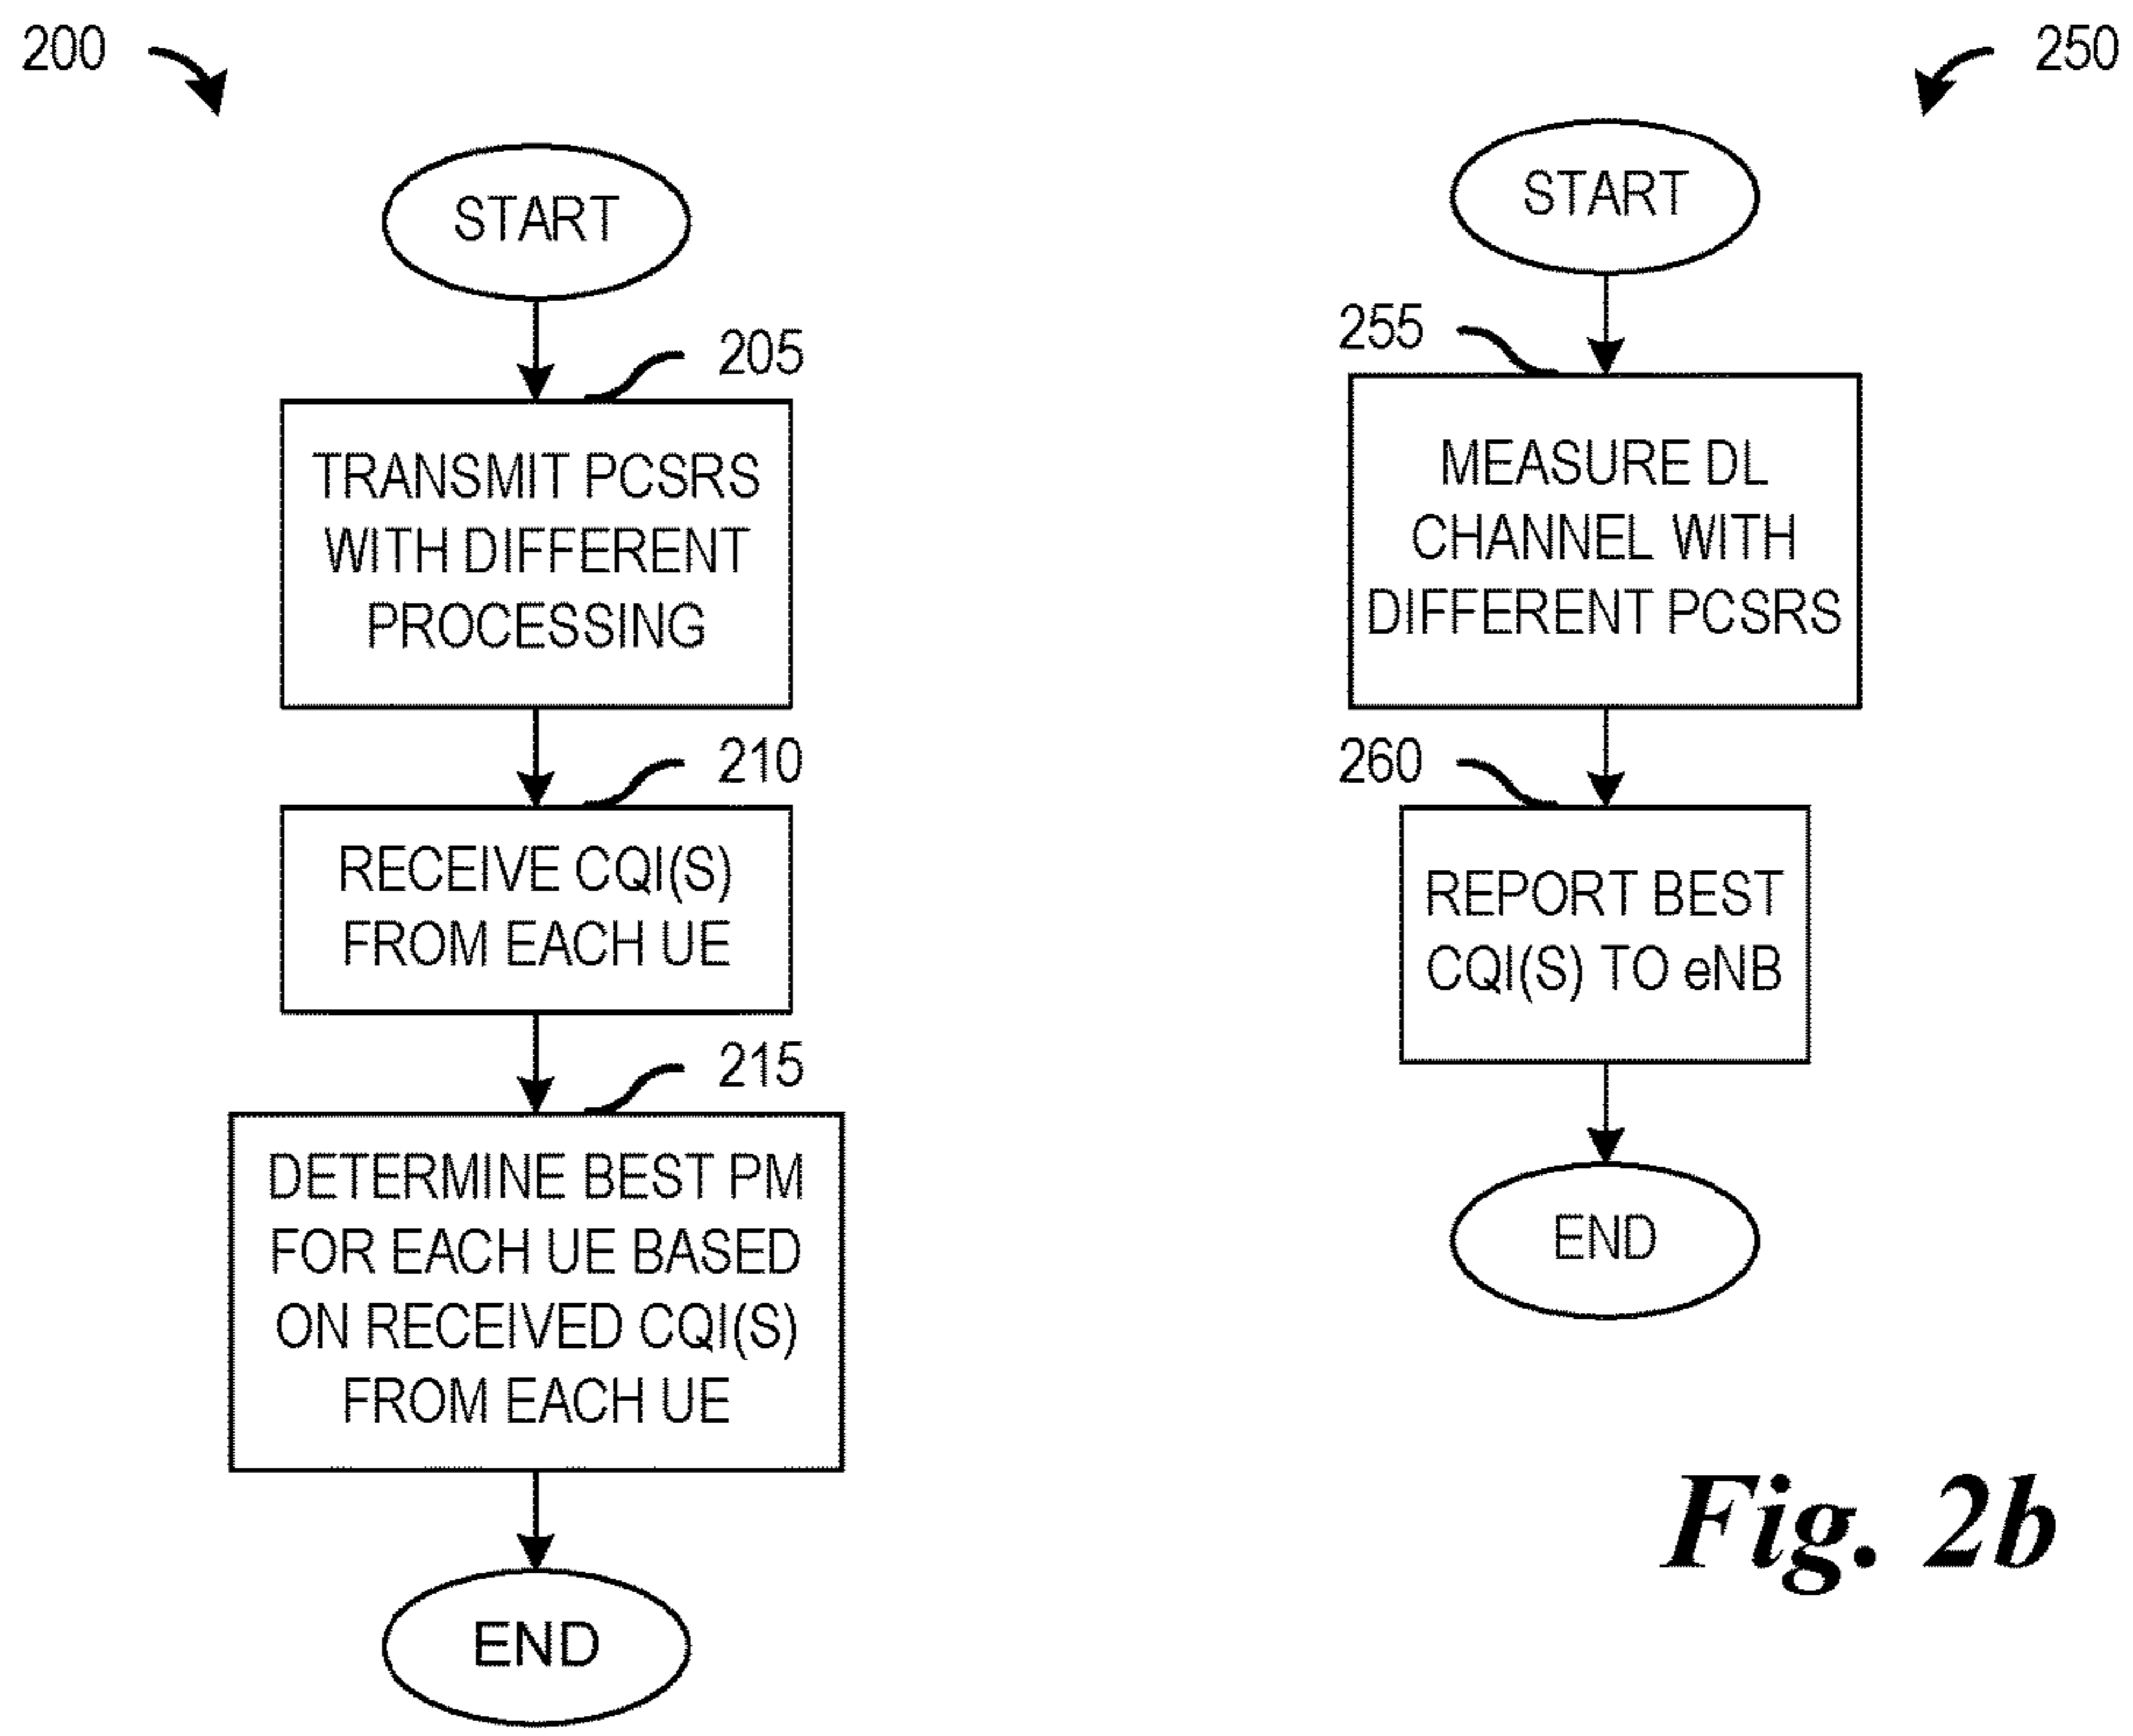 200
START
205
TRANSMIT PCSRS
WITH DIFFERENT
PROCESSING
210
RECEIVE CQI(S)
FROM EACH UE
215
DETERMINE BEST PM
FOR EACH UE BASED
ON RECEIVED CQI(S)
FROM EACH UE
END
250
START
255
MEASURE DL
CHANNEL WITH
DIFFERENT PCSRS
260
REPORT BEST
CQI(S) TO eNB
END
Fig. 2b